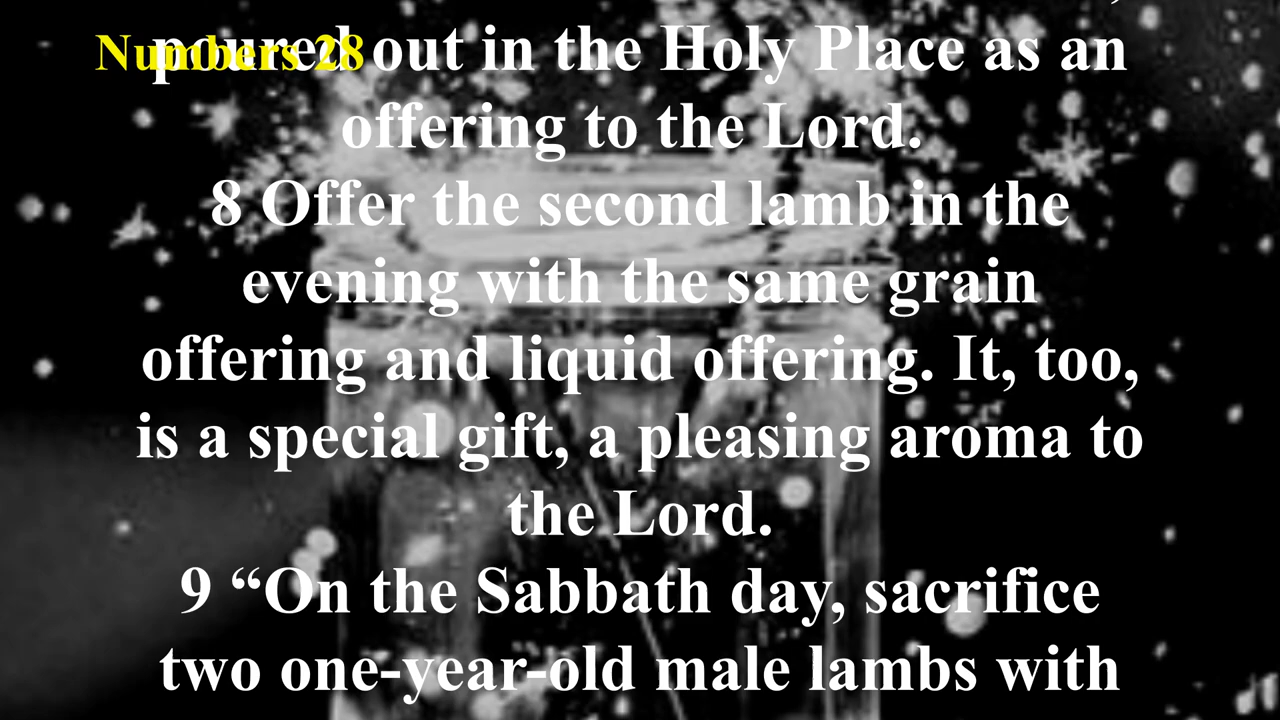 Numbers 28
poured out in the Holy Place as an
offering to the Lord.
8 Offer the second lamb in the
evening with the same grain
offering and liquid offering. It, too,
is a special gift, a pleasing aroma to
the Lord.
9 “On the Sabbath day, sacrifice
two one-year-old male lambs with